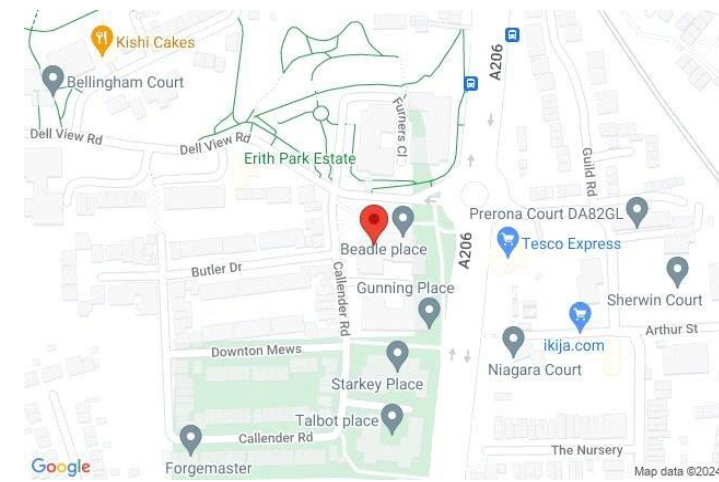 Kishi Cakes
A206
Bellingham Court
Dell View Rd
Dell View Rd
Furners Cl
Erith Park Estate
Guild Rd
Prerona Court DA82GL
Beadle place
A206
Tesco Express
Butler Dr
Callender Rd
Gunning Place
Sherwin Court
Arthur St
ikija.com
Downton Mews
Niagara Court
Starkey Place
Talbot place
Callender Rd
The Nursery
Forgemaster
Google
Map data ©2024